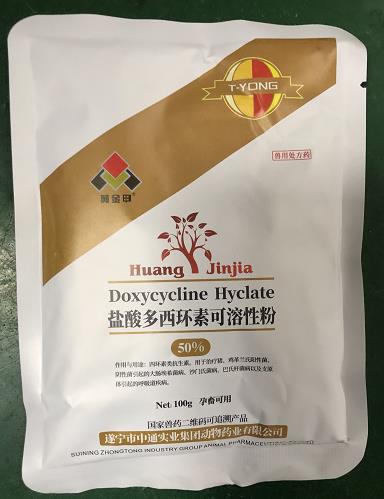 T-YONG
兽用处方药
黄金甲®
Huang Jinjia
Doxycycline Hyclate
盐酸多西环素可溶性粉
50%
作用与用途：四环素类抗生素。用于治疗猪、鸡革兰氏阳性菌、
阴性菌引起的大肠埃希菌病、沙门氏菌病、巴氏杆菌病以及支原
体引起的呼吸道疾病。
Net: 100g 孕畜可用
国家兽药二维码可追溯产品
遂宁市中通实业集团动物药业有限公司
SUINING ZHONGTONG INDUSTRY GROUP ANIMAL PHARMACEUTICAL